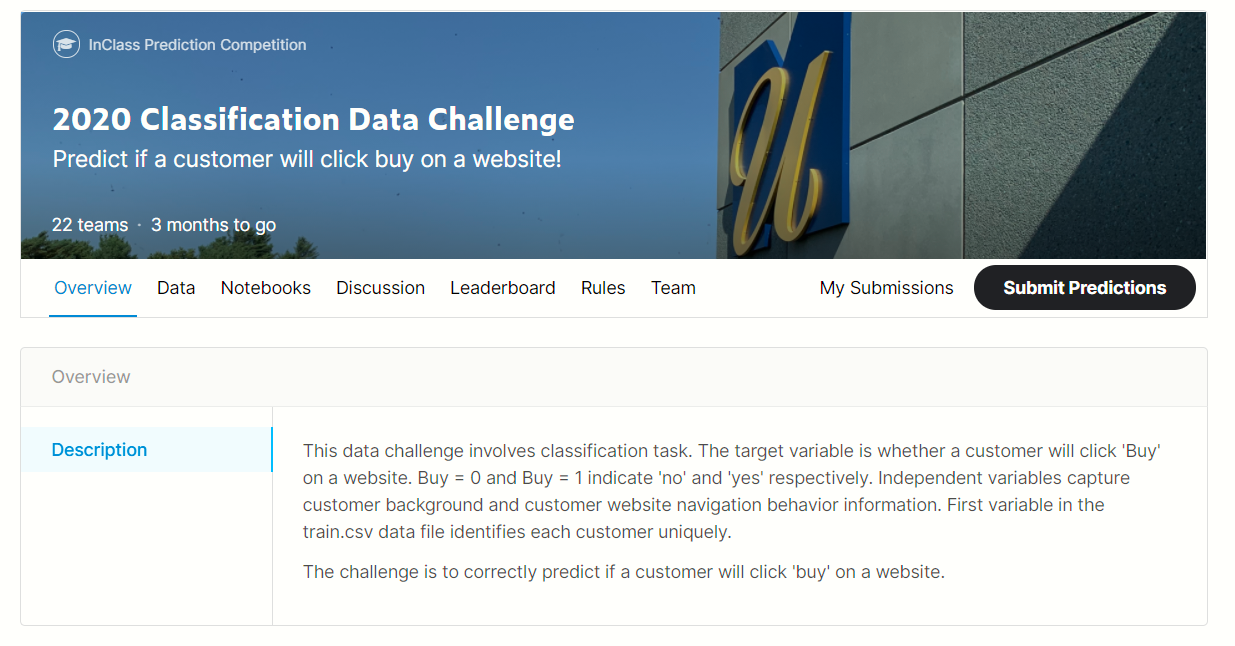 InClass Prediction Competition
2020 Classification Data Challenge
Predict if a customer will click buy on a website!
22 teams · 3 months to go
U
Overview Data Notebooks Discussion Leaderboard Rules Team My Submissions Submit Predictions
Overview
Description
This data challenge involves classification task. The target variable is whether a customer will click 'Buy'
on a website. Buy = 0 and Buy = 1 indicate 'no' and 'yes' respectively. Independent variables capture
customer background and customer website navigation behavior information. First variable in the
train.csv data file identifies each customer uniquely.
The challenge is to correctly predict if a customer will click 'buy' on a website.